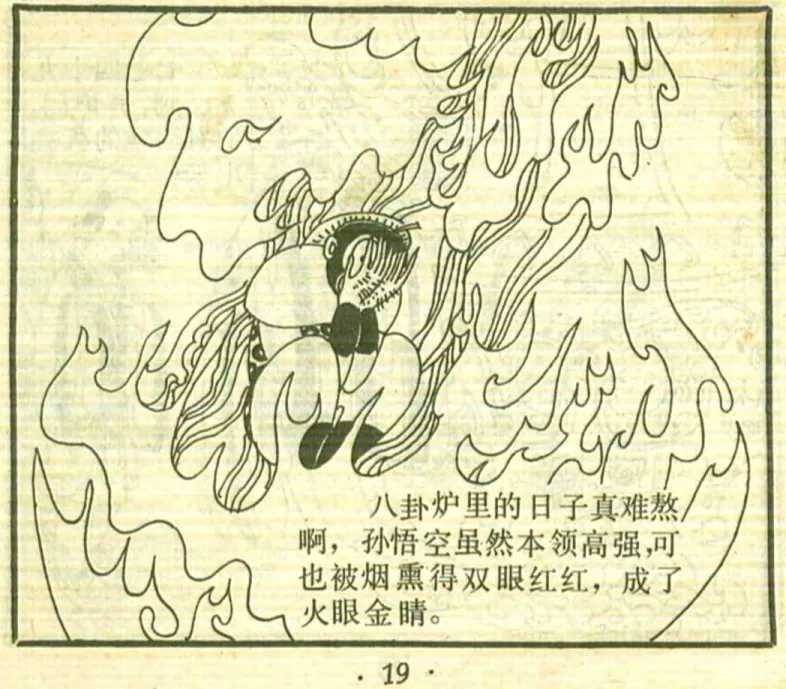 八卦炉里的日子真难熬
啊，孙悟空虽然本领高强,可
也被烟熏得双眼红红，成了
火眼金睛。
· 19 ·